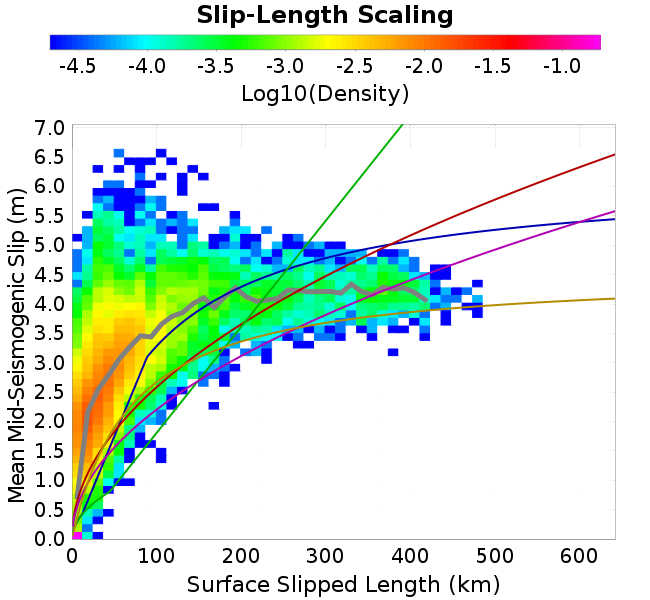 Slip-Length Scaling
-4.5 -4.0 -3.5 -3.0 -2.5 -2.0 -1.5 -1.0
Log10(Density)
7.0
6.5
6.0
5.5
5.0
4.5
4.0
3.5
3.0
2.5
2.0
1.5
1.0
0.5
0.0
Mean Mid-Seismogenic Slip (m)
0 100 200 300 400 500 600
Surface Slipped Length (km)